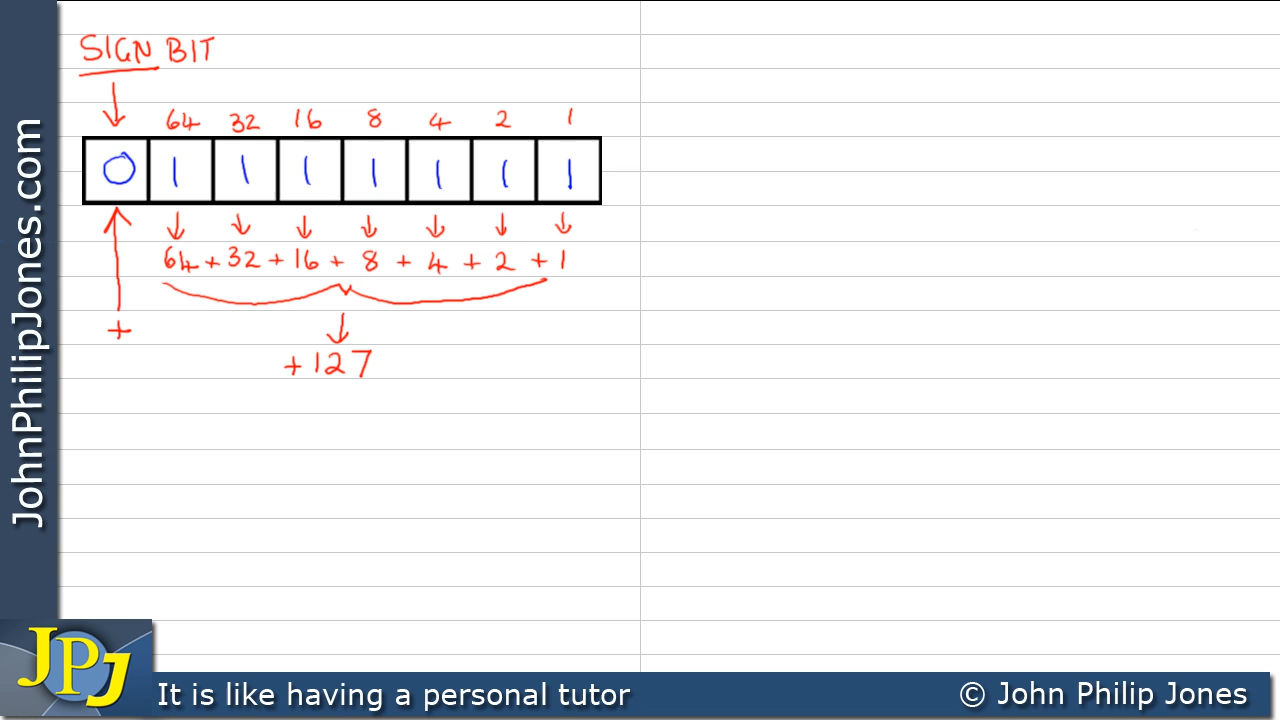 SIGN BIT
64 32 16 8 4 2 1
0 1 1 1 1 1 1 1
64 + 32 + 16 + 8 + 4 + 2 + 1
+
+127
JohnPhilipJones.com
JPJ
It is like having a personal tutor
© John Philip Jones